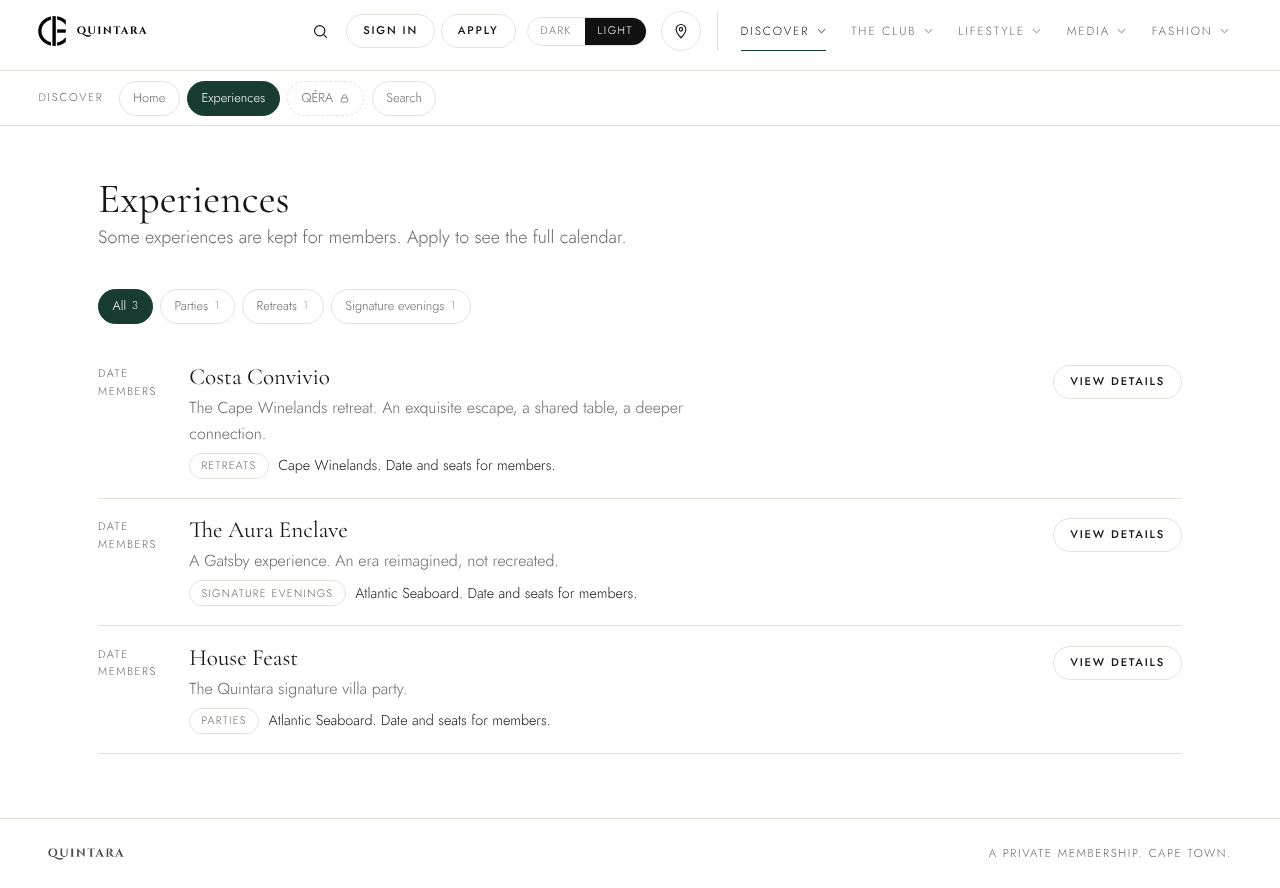 QUINTARA
SIGN IN
APPLY
DARK
LIGHT
DISCOVER
THE CLUB
LIFESTYLE
MEDIA
FASHION
DISCOVER
Home
Experiences
QÉRA
Search
Experiences
Some experiences are kept for members. Apply to see the full calendar.
All 3
Parties 1
Retreats 1
Signature evenings 1
DATE
MEMBERS
Costa Convivio
The Cape Winelands retreat. An exquisite escape, a shared table, a deeper
connection.
RETREATS
Cape Winelands. Date and seats for members.
VIEW DETAILS
DATE
MEMBERS
The Aura Enclave
A Gatsby experience. An era reimagined, not recreated.
SIGNATURE EVENINGS
Atlantic Seaboard. Date and seats for members.
VIEW DETAILS
DATE
MEMBERS
House Feast
The Quintara signature villa party.
PARTIES
Atlantic Seaboard. Date and seats for members.
VIEW DETAILS
QUINTARA
A PRIVATE MEMBERSHIP. CAPE TOWN.